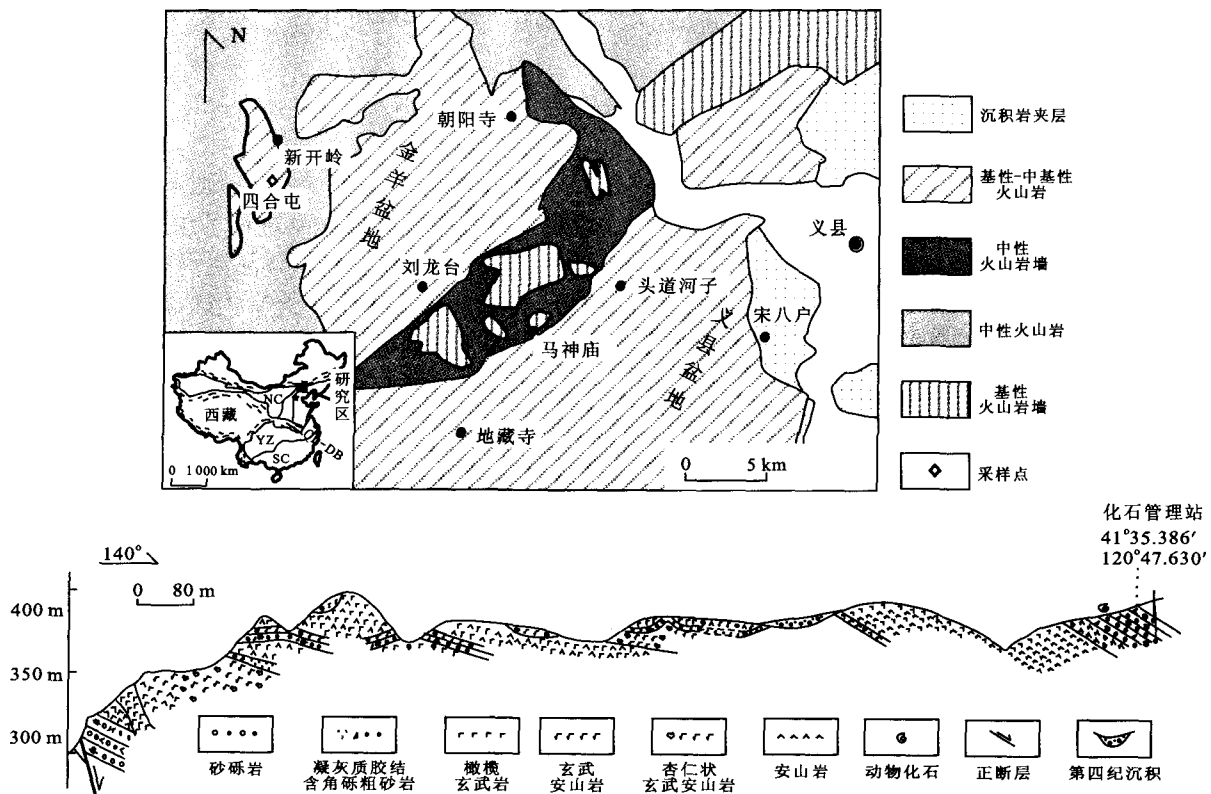 N
朝阳寺
新开岭
四合屯
金羊盆地
刘龙台
头道河子
义县
宋八户
马神庙
义县盆地
地藏寺
0 5 km
研究区
NC
西藏
YZ
DB
SC
0 1 000 km
沉积岩夹层
基性-中基性
火山岩
中性
火山岩墙
中性火山岩
基性
火山岩墙
采样点
化石管理站
41°35.386′
120°47.630′
140°
0 80 m
400 m
350 m
300 m
砂砾岩
凝灰质胶结
含角砾粗砂岩
橄榄
玄武岩
玄武
安山岩
杏仁状
玄武安山岩
安山岩
动物化石
正断层
第四纪沉积